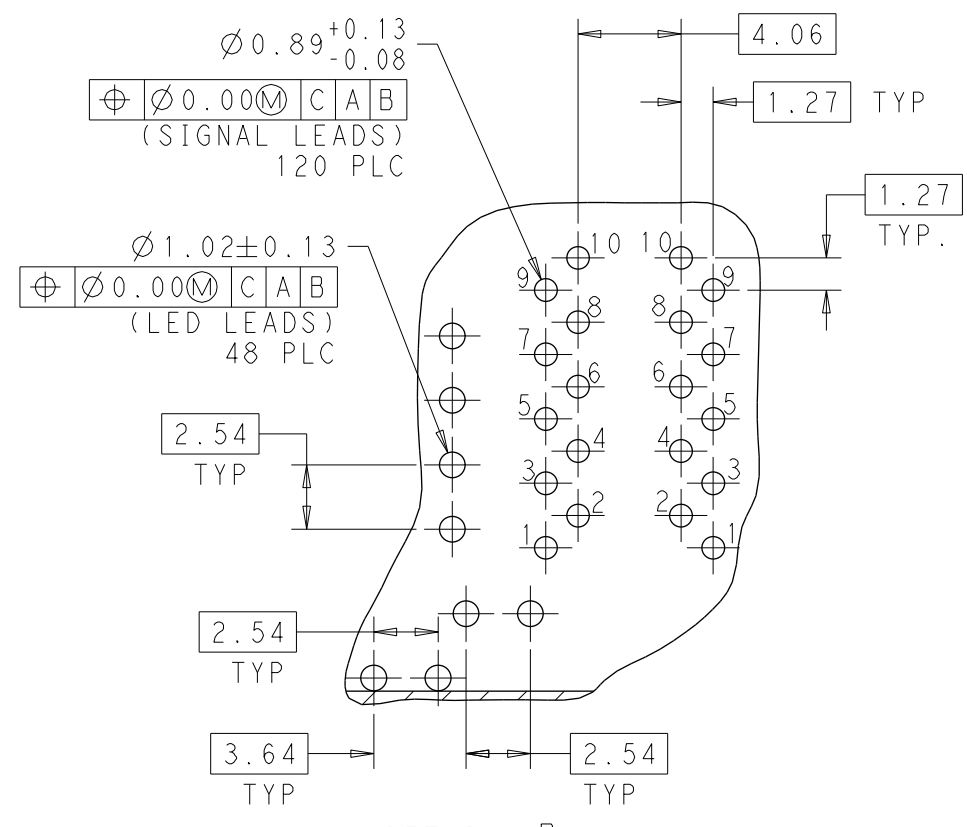 4.06
Ø0.89 +0.13 -0.08
⌖ Ø0.00Ⓜ C A B
(SIGNAL LEADS)
120 PLC
1.27 TYP
1.27
TYP.
Ø1.02±0.13
⌖ Ø0.00Ⓜ C A B
(LED LEADS)
48 PLC
10 10
9 9
8 8
7 7
6 6
5 5
4 4
3 3
2 2
1 1
2.54
TYP
2.54
TYP
3.64
TYP
2.54
TYP